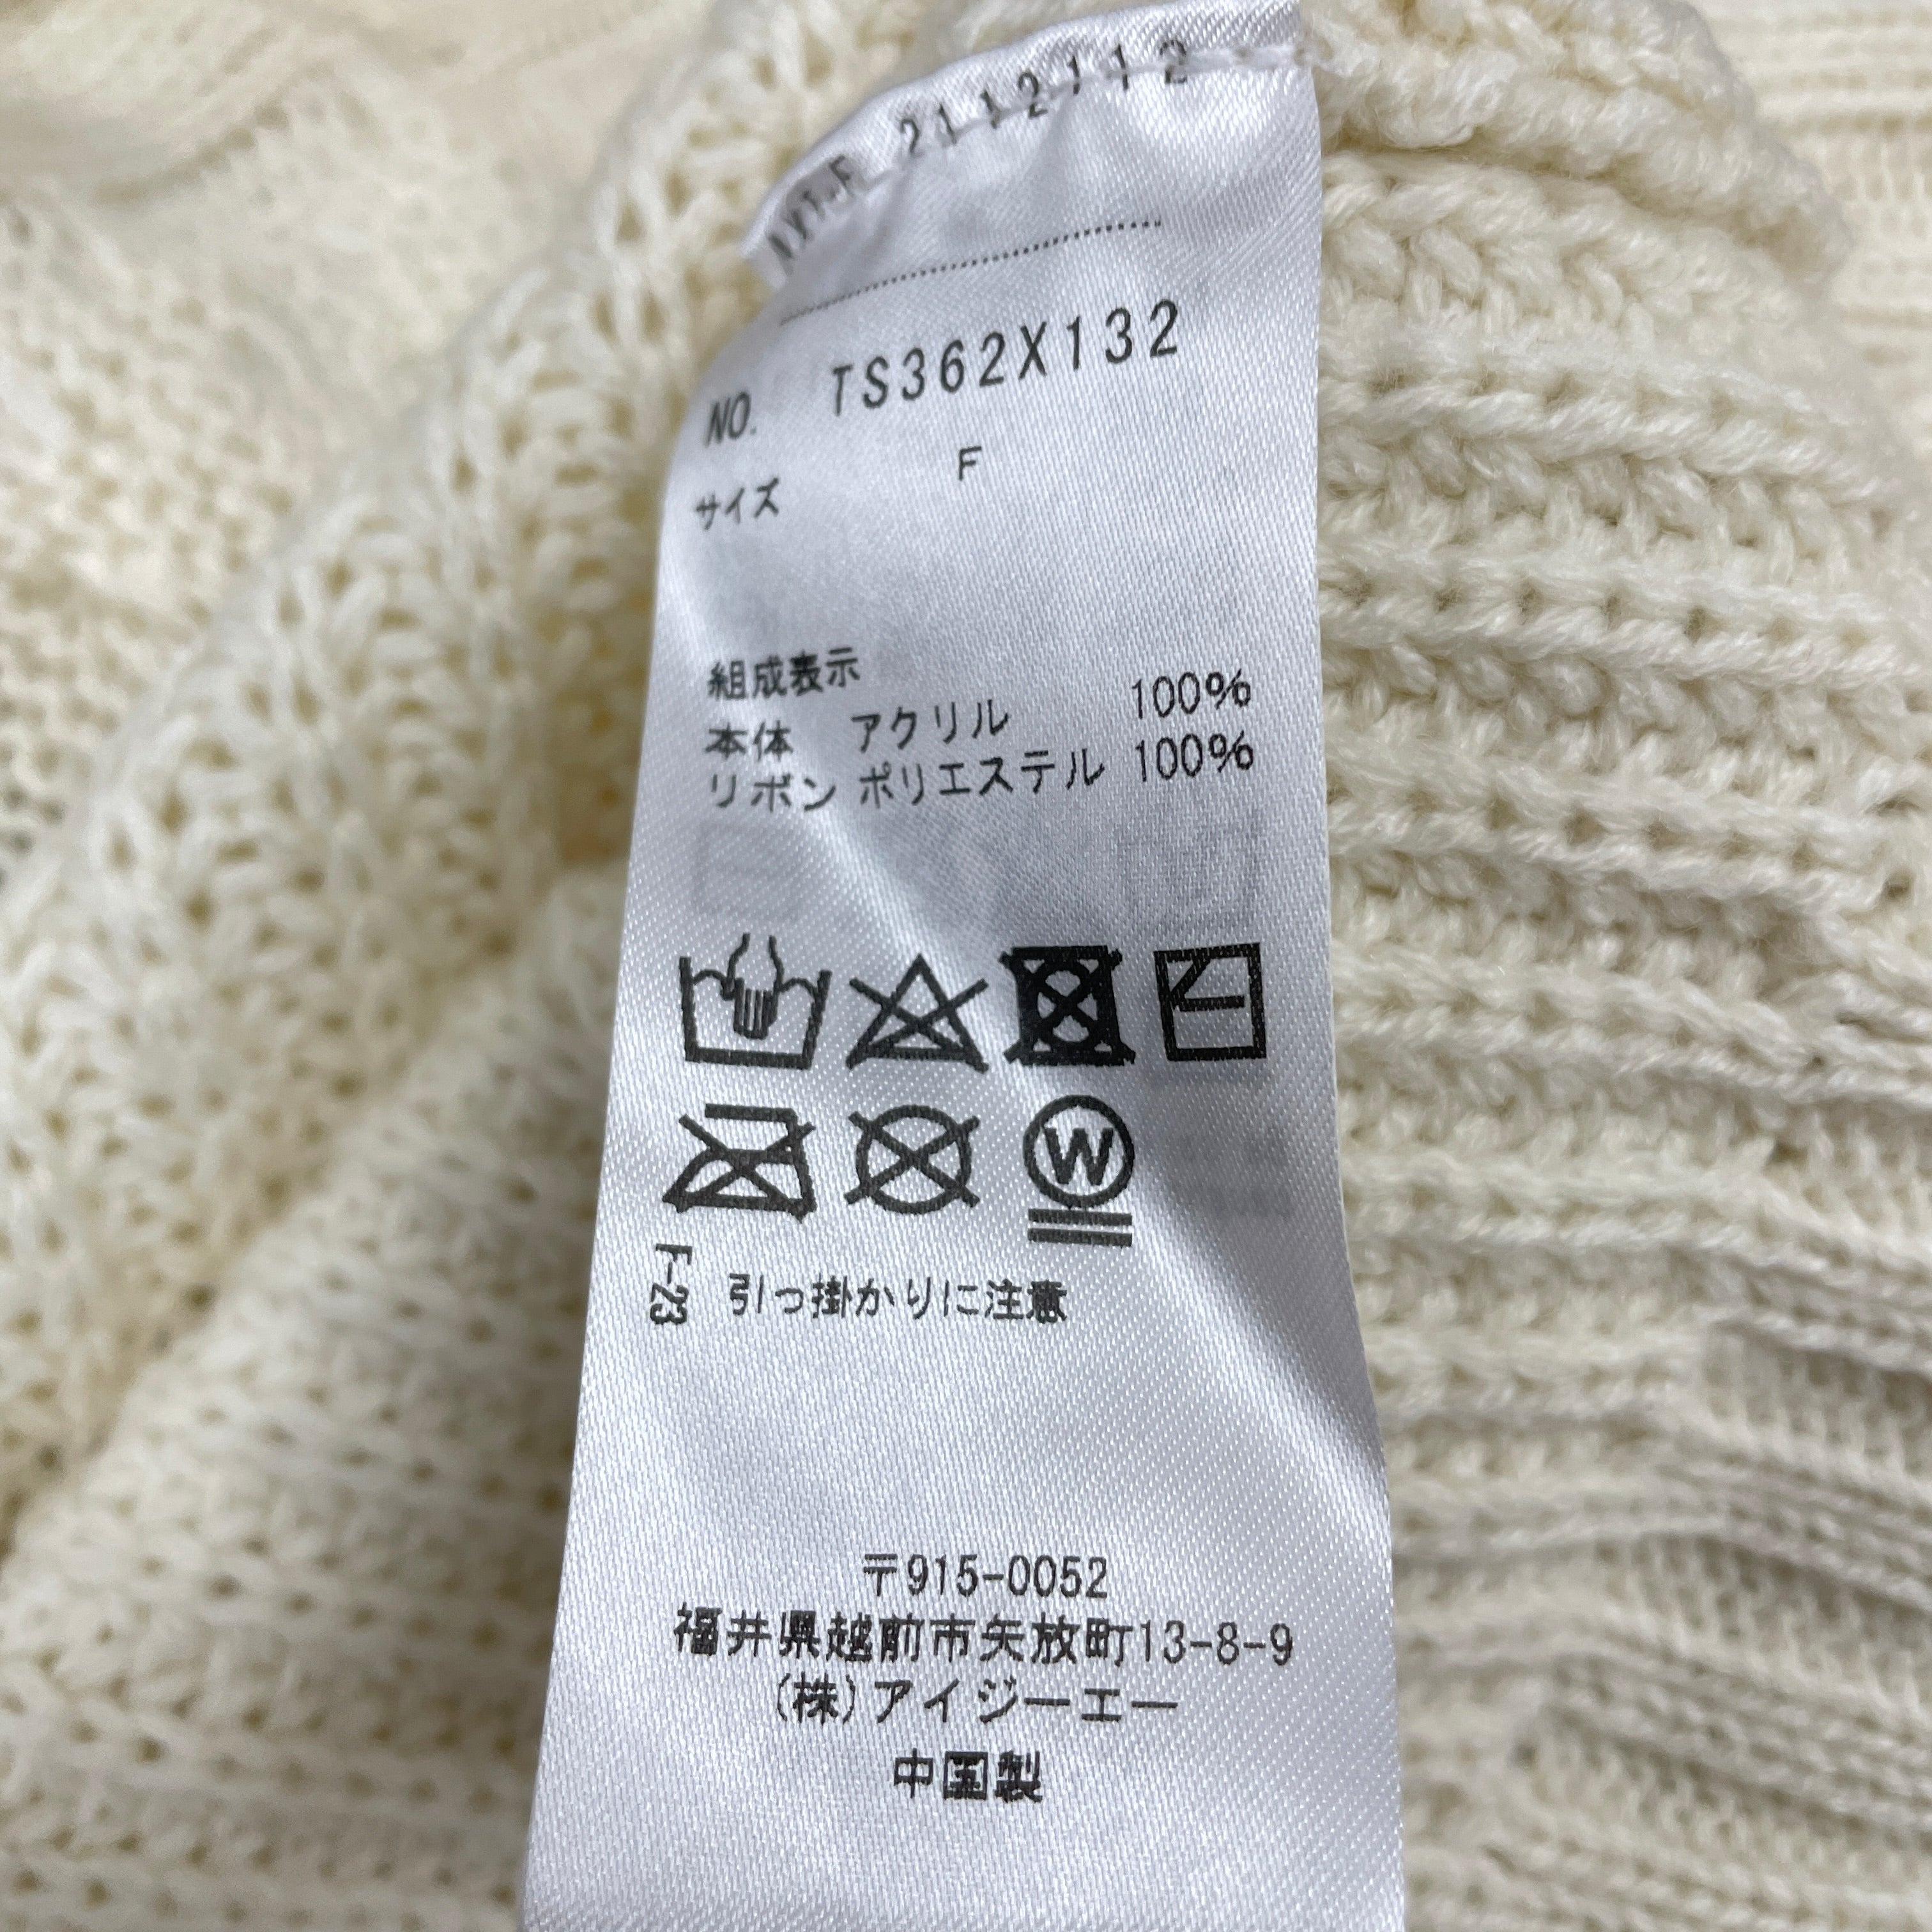 2112112
NO. TS362X132
サイズ F
組成表示
本体 アクリル 100%
リボン ポリエステル 100%
W
F-23 引っ掛かりに注意
〒915-0052
福井県越前市矢放町13-8-9
(株)アイジーエー
中国製